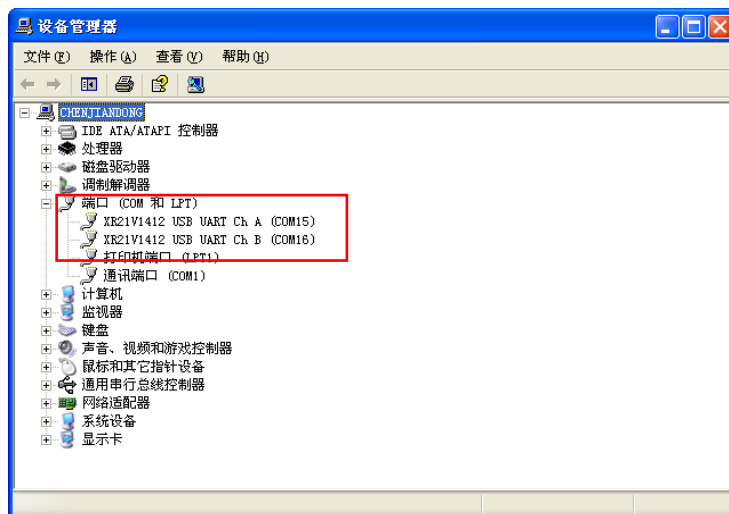 设备管理器
文件(F) 操作(A) 查看(V) 帮助(H)
CHENJIANDONG
IDE ATA/ATAPI 控制器
处理器
磁盘驱动器
调制解调器
端口 (COM 和 LPT)
XR21V1412 USB UART Ch A (COM15)
XR21V1412 USB UART Ch B (COM16)
打印机端口 (LPT1)
通讯端口 (COM1)
计算机
监视器
键盘
声音、视频和游戏控制器
鼠标和其它指针设备
通用串行总线控制器
网络适配器
系统设备
显示卡